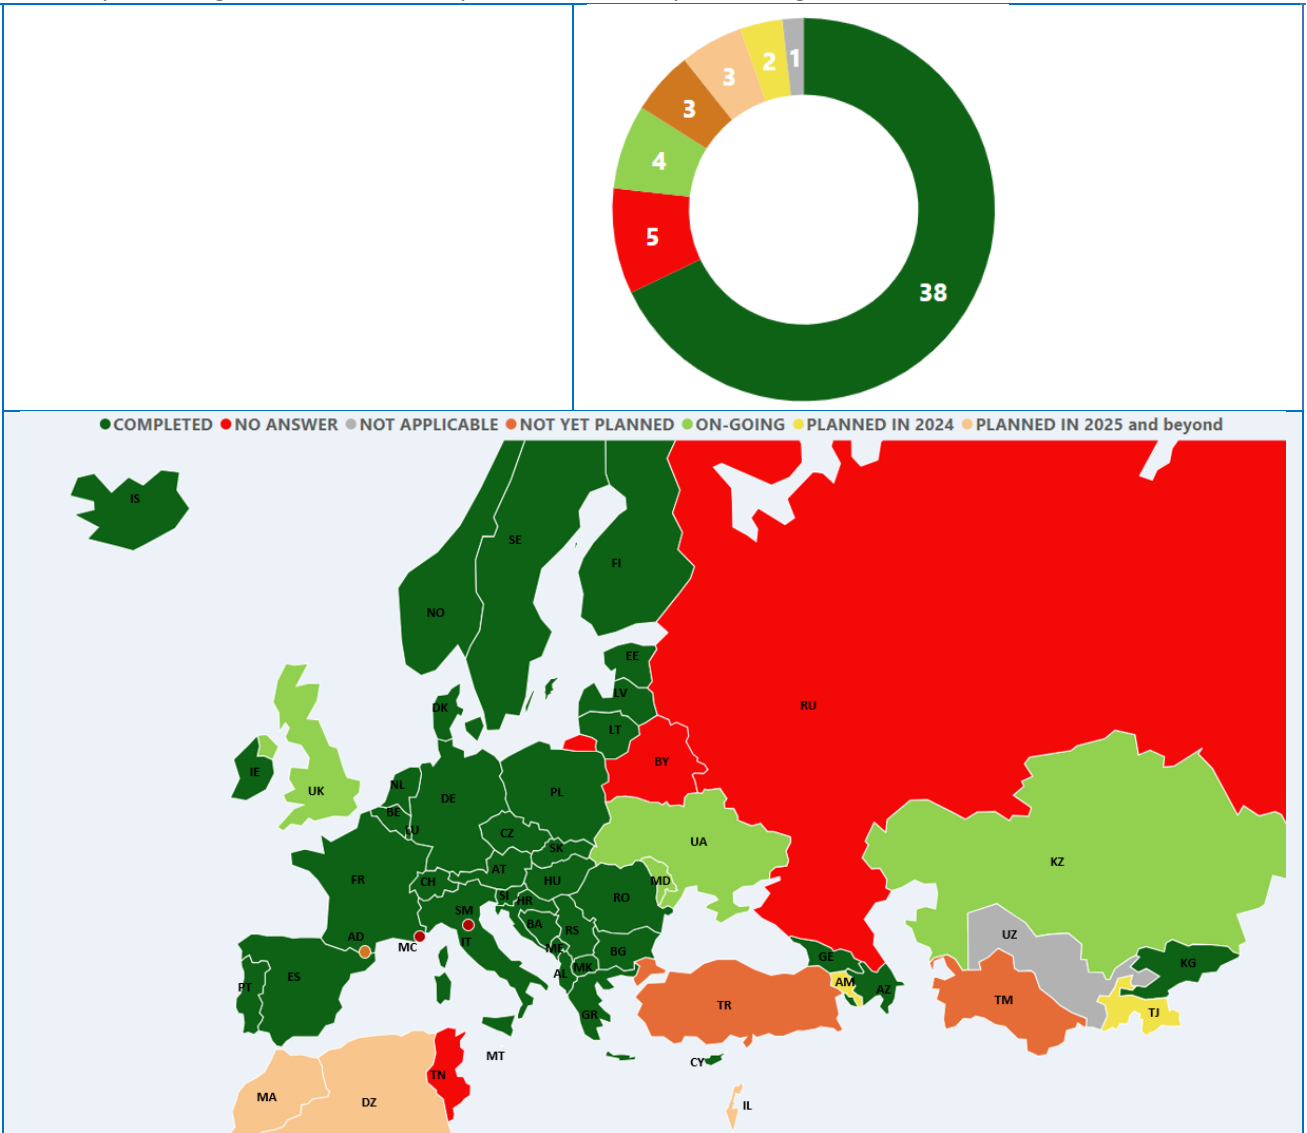 1
2
3
3
4
5
38
COMPLETED NO ANSWER NOT APPLICABLE NOT YET PLANNED ON-GOING PLANNED IN 2024 PLANNED IN 2025 and beyond
IS
SE
FI
NO
EE
LV
RU
DK
LT
BY
IE
NL
UK
DE
PL
BE
LU
CZ
UA
SK
KZ
AT
FR
CH
HU
MD
SI
RO
HR
SM
BA
RS
UZ
AD
MC
IT
ME
BG
GE
KG
AL
MK
ES
PT
AM
AZ
TR
TM
GR
TJ
MT
CY
TN
MA
DZ
IL